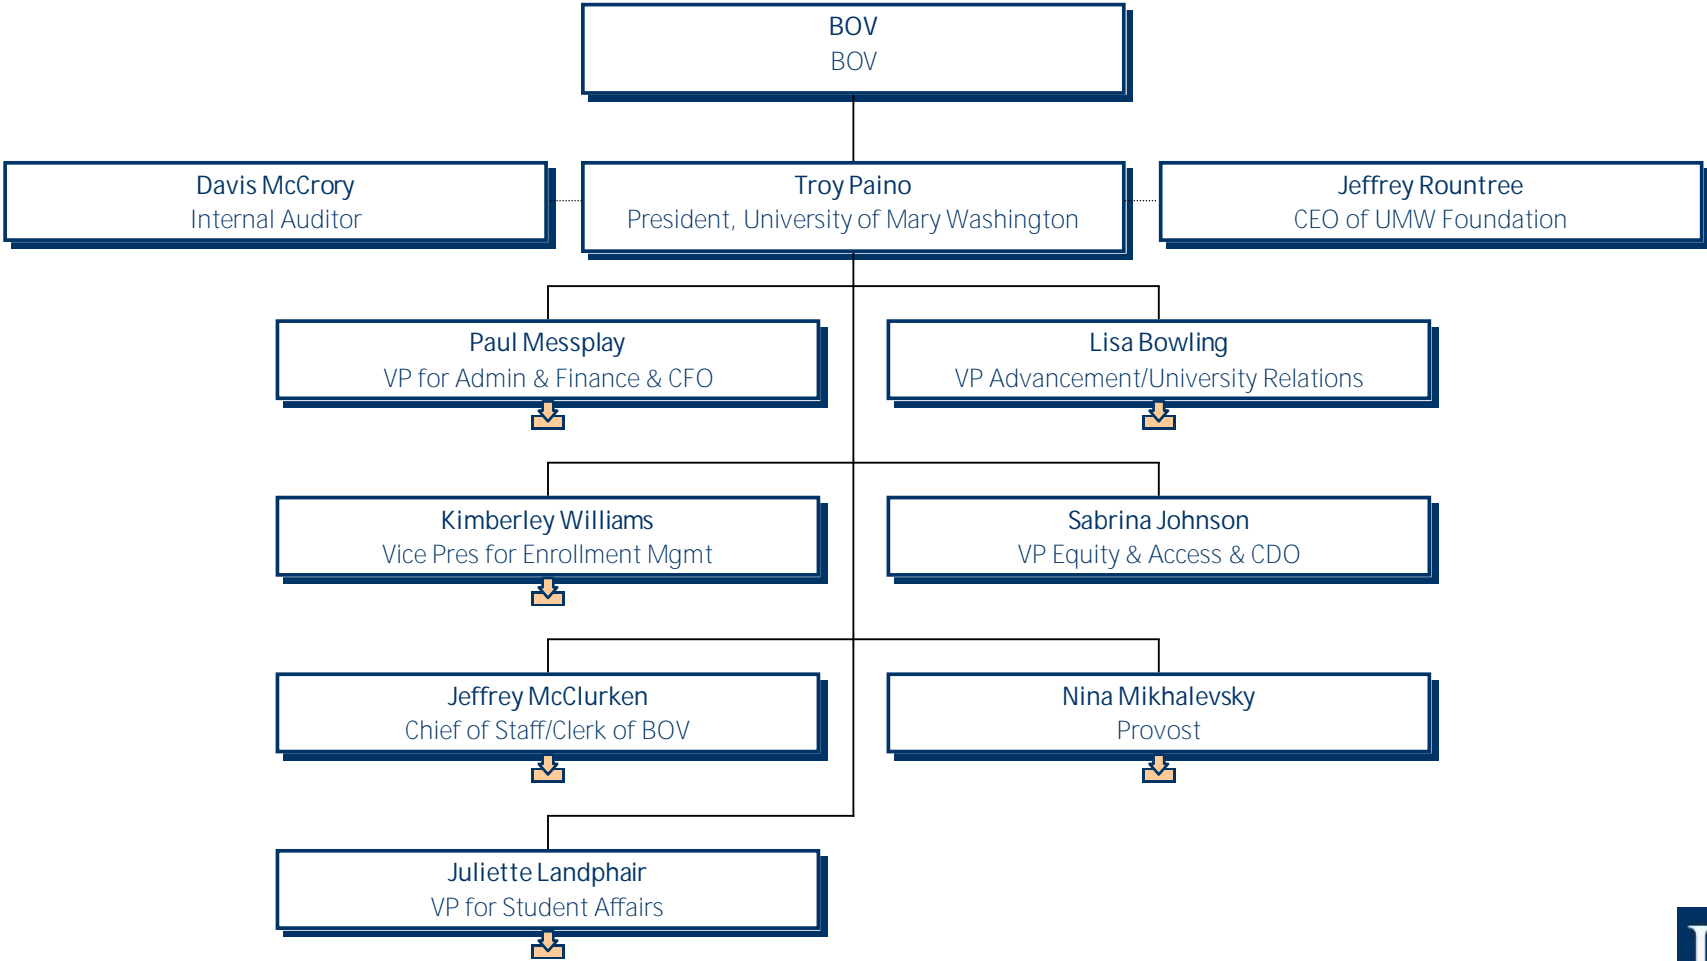 BOV
BOV
Davis McCrory
Internal Auditor
Troy Paino
President, University of Mary Washington
Jeffrey Rountree
CEO of UMW Foundation
Paul Messplay
VP for Admin & Finance & CFO
Lisa Bowling
VP Advancement/University Relations
Kimberley Williams
Vice Pres for Enrollment Mgmt
Sabrina Johnson
VP Equity & Access & CDO
Jeffrey McClurken
Chief of Staff/Clerk of BOV
Nina Mikhalevsky
Provost
Juliette Landphair
VP for Student Affairs